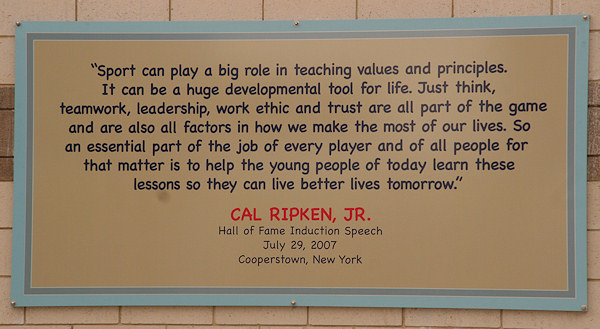 “Sport can play a big role in teaching values and principles.
It can be a huge developmental tool for life. Just think,
teamwork, leadership, work ethic and trust are all part of the game
and are also all factors in how we make the most of our lives. So
an essential part of the job of every player and of all people for
that matter is to help the young people of today learn these
lessons so they can live better lives tomorrow.”
CAL RIPKEN, JR.
Hall of Fame Induction Speech
July 29, 2007
Cooperstown, New York